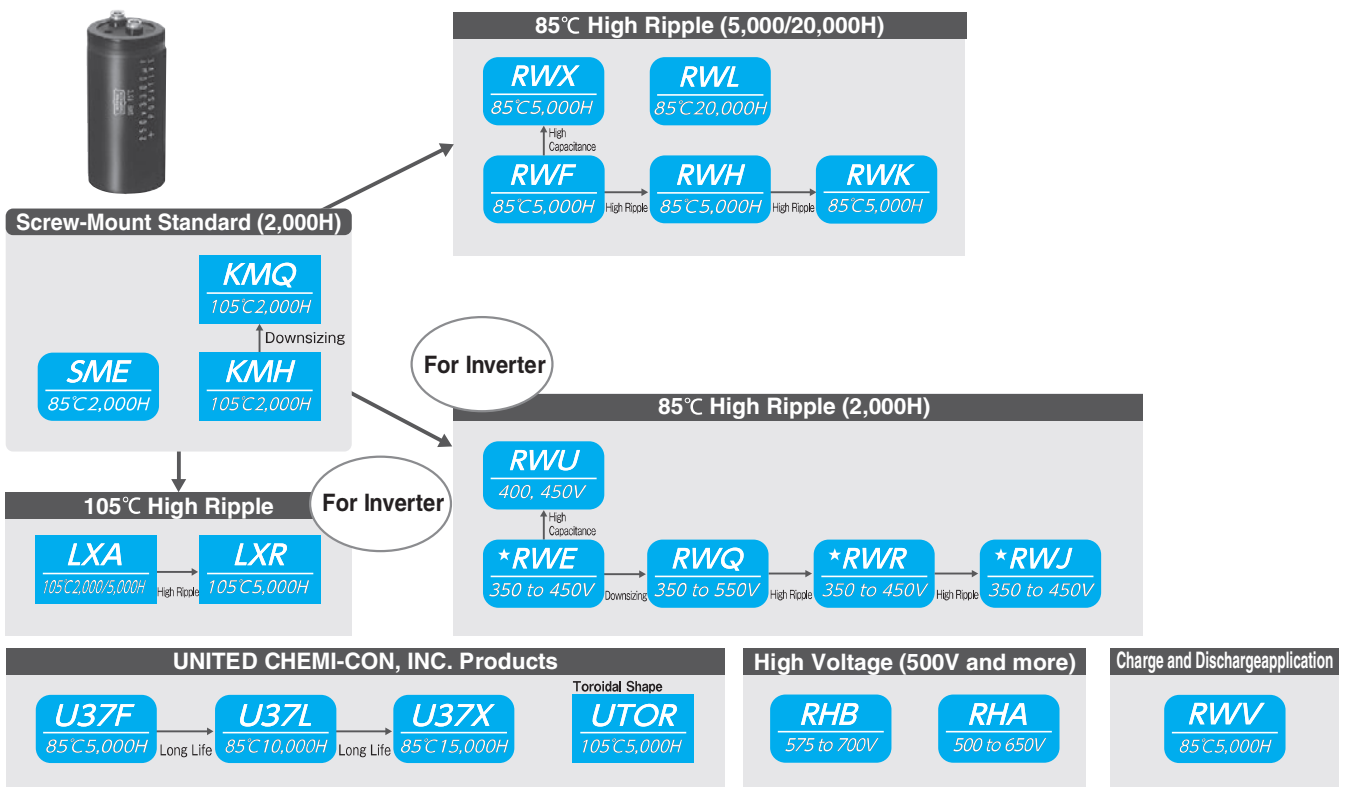 85℃ High Ripple (5,000/20,000H)
RWX
85℃5,000H
RWL
85℃20,000H
High
Capacitance
RWF
85℃5,000H
High Ripple
RWH
85℃5,000H
High Ripple
RWK
85℃5,000H
Screw-Mount Standard (2,000H)
KMQ
105℃2,000H
Downsizing
SME
85℃2,000H
KMH
105℃2,000H
For Inverter
85℃ High Ripple (2,000H)
RWU
400, 450V
High
Capacitance
★RWE
350 to 450V
Downsizing
RWQ
350 to 550V
High Ripple
★RWR
350 to 450V
High Ripple
★RWJ
350 to 450V
For Inverter
105℃ High Ripple
LXA
105℃2,000/5,000H
High Ripple
LXR
105℃5,000H
UNITED CHEMI-CON, INC. Products
U37F
85℃5,000H
Long Life
U37L
85℃10,000H
Long Life
U37X
85℃15,000H
Toroidal Shape
UTOR
105℃5,000H
High Voltage (500V and more)
RHB
575 to 700V
RHA
500 to 650V
Charge and Dischargeapplication
RWV
85℃5,000H